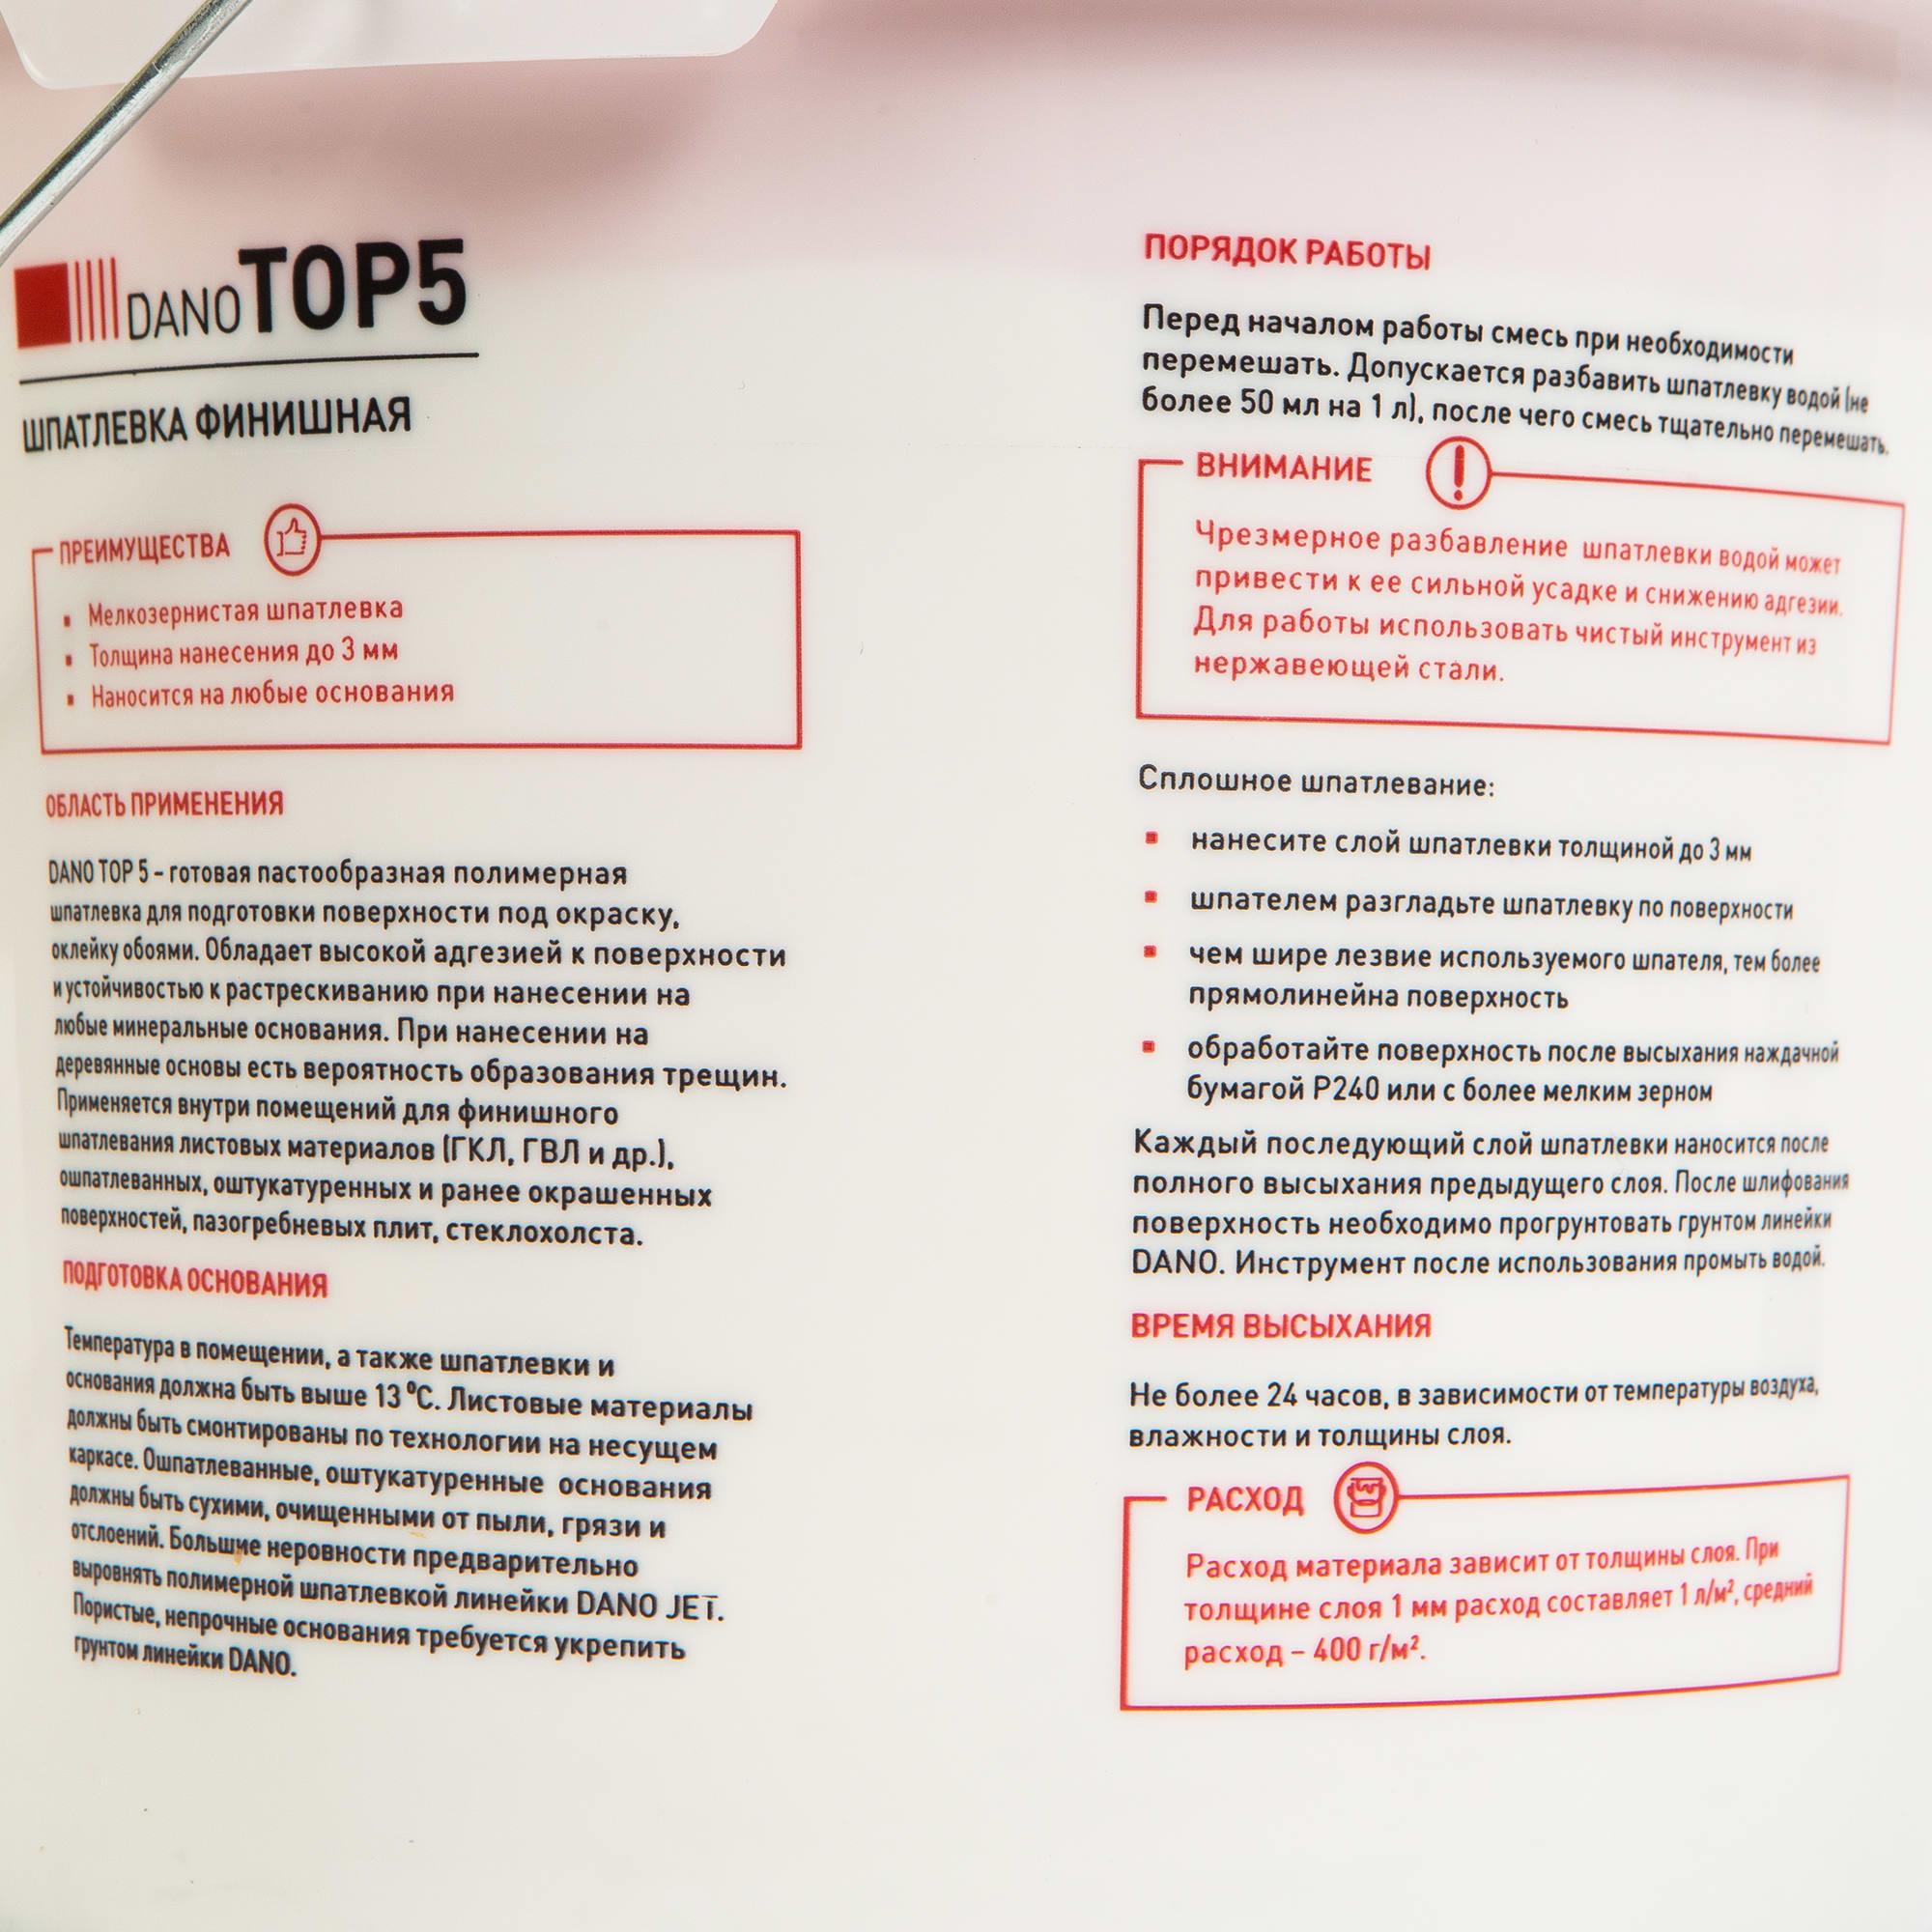 DANO TOP5
ШПАТЛЕВКА ФИНИШНАЯ
ПРЕИМУЩЕСТВА
▪ Мелкозернистая шпатлевка
▪ Толщина нанесения до 3 мм
▪ Наносится на любые основания
ОБЛАСТЬ ПРИМЕНЕНИЯ
DANO TOP 5 – готовая пастообразная полимерная
шпатлевка для подготовки поверхности под окраску,
оклейку обоями. Обладает высокой адгезией к поверхности
и устойчивостью к растрескиванию при нанесении на
любые минеральные основания. При нанесении на
деревянные основы есть вероятность образования трещин.
Применяется внутри помещений для финишного
шпатлевания листовых материалов (ГКЛ, ГВЛ и др.),
ошпатлеванных, оштукатуренных и ранее окрашенных
поверхностей, пазогребневых плит, стеклохолста.
ПОДГОТОВКА ОСНОВАНИЯ
Температура в помещении, а также шпатлевки и
основания должна быть выше 13 °C. Листовые материалы
должны быть смонтированы по технологии на несущем
каркасе. Ошпатлеванные, оштукатуренные основания
должны быть сухими, очищенными от пыли, грязи и
отслоений. Большие неровности предварительно
выровнять полимерной шпатлевкой линейки DANO JET.
Пористые, непрочные основания требуется укрепить
грунтом линейки DANO.
ПОРЯДОК РАБОТЫ
Перед началом работы смесь при необходимости
перемешать. Допускается разбавить шпатлевку водой (не
более 50 мл на 1 л), после чего смесь тщательно перемешать.
ВНИМАНИЕ
Чрезмерное разбавление шпатлевки водой может
привести к ее сильной усадке и снижению адгезии.
Для работы использовать чистый инструмент из
нержавеющей стали.
Сплошное шпатлевание:
▪ нанесите слой шпатлевки толщиной до 3 мм
▪ шпателем разгладьте шпатлевку по поверхности
▪ чем шире лезвие используемого шпателя, тем более
прямолинейна поверхность
▪ обработайте поверхность после высыхания наждачной
бумагой P240 или с более мелким зерном
Каждый последующий слой шпатлевки наносится после
полного высыхания предыдущего слоя. После шлифования
поверхность необходимо прогрунтовать грунтом линейки
DANO. Инструмент после использования промыть водой.
ВРЕМЯ ВЫСЫХАНИЯ
Не более 24 часов, в зависимости от температуры воздуха,
влажности и толщины слоя.
РАСХОД
Расход материала зависит от толщины слоя. При
толщине слоя 1 мм расход составляет 1 л/м², средний
расход – 400 г/м².